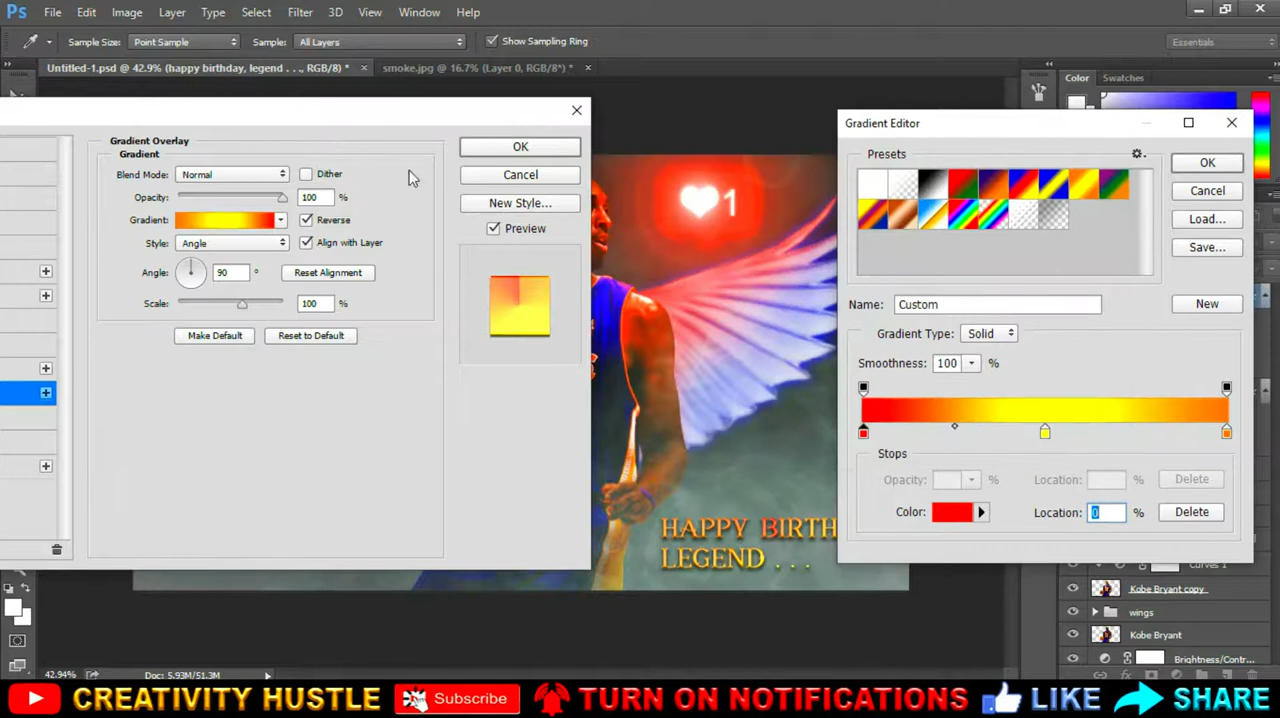 Ps File Edit Image Layer Type Select Filter 3D View Window Help
Sample Size: Point Sample Sample: All Layers Show Sampling Ring Essentials
Untitled-1.psd @ 42.9% (happy birthday, legend . . ., RGB/8) * × smoke.jpg @ 16.7% (Layer 0, RGB/8*) * ×
Color Swatches
Gradient Overlay
Gradient
Blend Mode: Normal Dither
Opacity: 100 %
Gradient: Reverse
Style: Angle Align with Layer
Angle: 90 ° Reset Alignment
Scale: 100 %
Make Default Reset to Default
OK
Cancel
New Style...
Preview
1
HAPPY BIRTH
LEGEND . . .
Gradient Editor
Presets
OK
Cancel
Load...
Save...
Name: Custom New
Gradient Type: Solid
Smoothness: 100 %
Stops
Opacity: % Location: % Delete
Color: Location: 0 % Delete
Curves 1
Kobe Bryant copy
wings
Kobe Bryant
Brightness/Contr...
42.94% Doc: 5.93M/51.3M
CREATIVITY HUSTLE Subscribe TURN ON NOTIFICATIONS LIKE SHARE